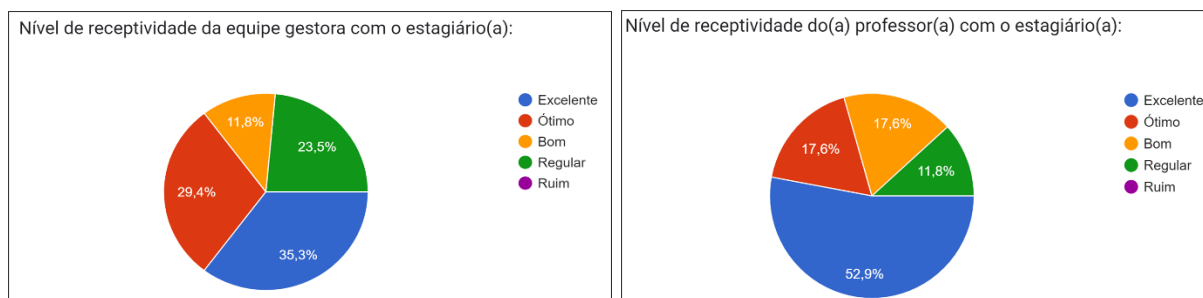 Nível de receptividade da equipe gestora com o estagiário(a):
Excelente
Ótimo
Bom
Regular
Ruim
11,8%
23,5%
29,4%
35,3%
Nível de receptividade do(a) professor(a) com o estagiário(a):
Excelente
Ótimo
Bom
Regular
Ruim
17,6%
17,6%
11,8%
52,9%